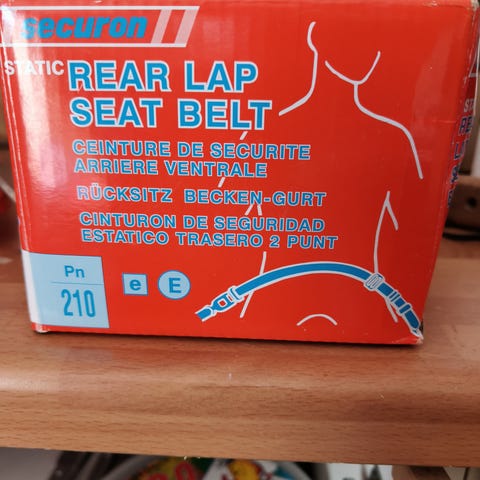 securon
STATIC REAR LAP
SEAT BELT
CEINTURE DE SECURITE
ARRIERE VENTRALE
RÜCKSITZ BECKEN-GURT
CINTURON DE SEGURIDAD
ESTATICO TRASERO 2 PUNT
Pn
210
e E